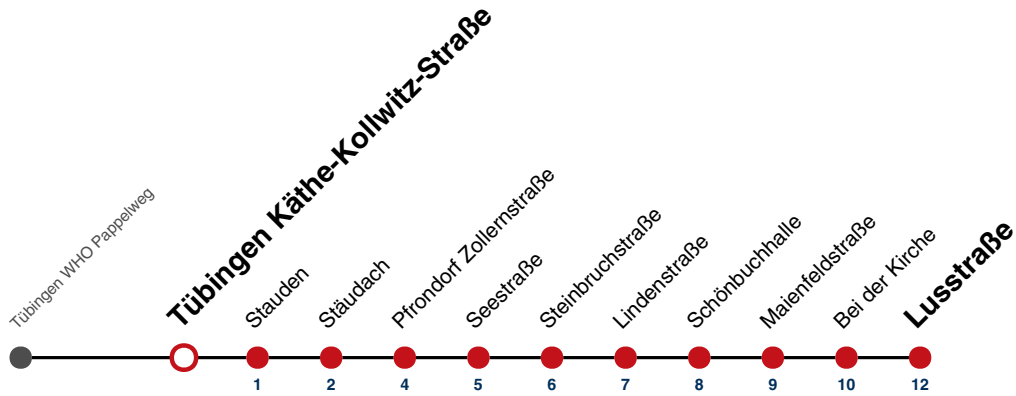 Tübingen WHO Pappelweg
Tübingen Käthe-Kollwitz-Straße
Stauden
Stäudach
Pfrondorf Zollernstraße
Seestraße
Steinbruchstraße
Lindenstraße
Schönbuchhalle
Maienfeldstraße
Bei der Kirche
Lusstraße
1 2 4 5 6 7 8 9 10 12